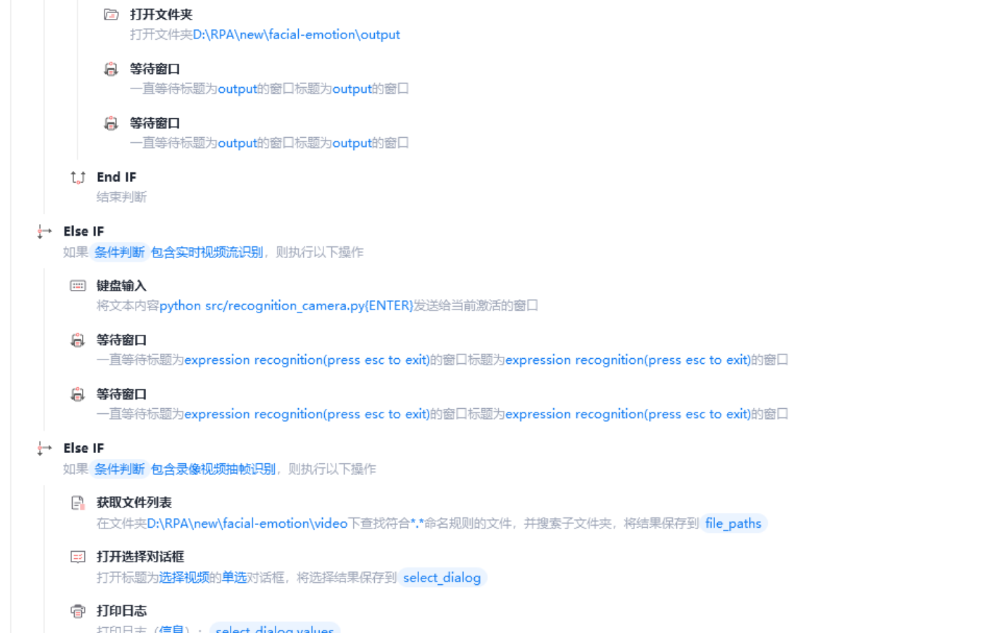 打开文件夹
打开文件夹D:\RPA\new\facial-emotion\output
等待窗口
一直等待标题为output的窗口标题为output的窗口
等待窗口
一直等待标题为output的窗口标题为output的窗口
End IF
结束判断
Else IF
如果 条件判断 包含实时视频流识别，则执行以下操作
键盘输入
将文本内容python src/recognition_camera.py{ENTER}发送给当前激活的窗口
等待窗口
一直等待标题为expression recognition(press esc to exit)的窗口标题为expression recognition(press esc to exit)的窗口
等待窗口
一直等待标题为expression recognition(press esc to exit)的窗口标题为expression recognition(press esc to exit)的窗口
Else IF
如果 条件判断 包含录像视频抽帧识别，则执行以下操作
获取文件列表
在文件夹D:\RPA\new\facial-emotion\video下查找符合*.*命名规则的文件，并搜索子文件夹，将结果保存到 file_paths
打开选择对话框
打开标题为选择视频的单选对话框，将选择结果保存到 select_dialog
打印日志
打印日志（信息）： select_dialog.values